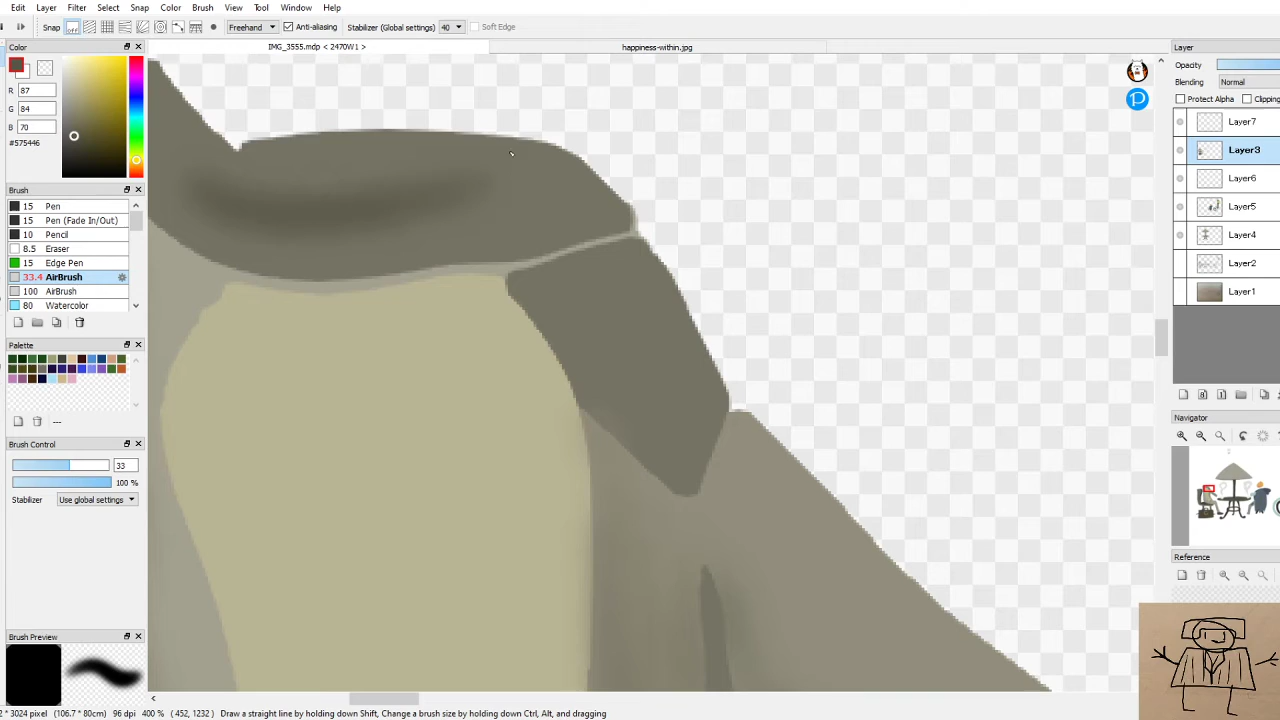 Edit Layer Filter Select Snap Color Brush View Tool Window Help
Snap off Freehand Anti-aliasing Stabilizer (Global settings) 40 Soft Edge
Color
IMG_3555.mdp < 2470W1 >
happiness-within.jpg
Layer
R 87
G 84
B 70
#575446
Opacity
Blending Normal
Protect Alpha Clipping
Layer7
Layer3
Layer6
Layer5
Layer4
Layer2
Layer1
Brush
15 Pen
15 Pen (Fade In/Out)
10 Pencil
8.5 Eraser
15 Edge Pen
33.4 AirBrush
100 AirBrush
80 Watercolor
Palette
---
Brush Control
33
100 %
Stabilizer Use global settings
Navigator
Reference
Brush Preview
* 3024 pixel (106.7 * 80cm) 96 dpi 400 % ( 452, 1232 ) Draw a straight line by holding down Shift, Change a brush size by holding down Ctrl, Alt, and dragging